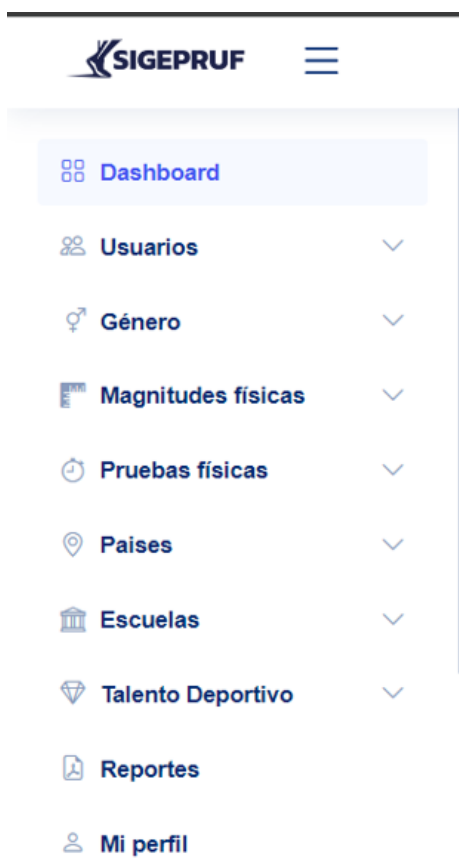 SIGEPRUF
Dashboard
Usuarios
Género
Magnitudes físicas
Pruebas físicas
Paises
Escuelas
Talento Deportivo
Reportes
Mi perfil